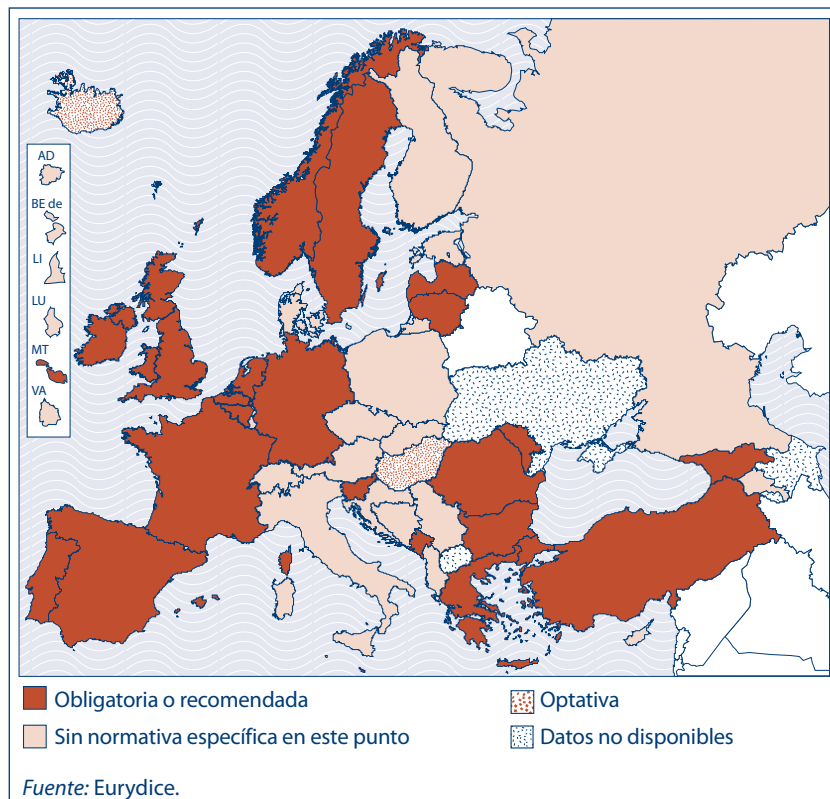 AD
BE de
LI
LU
MT
VA
Obligatoria o recomendada
Optativa
Sin normativa específica en este punto
Datos no disponibles
Fuente: Eurydice.